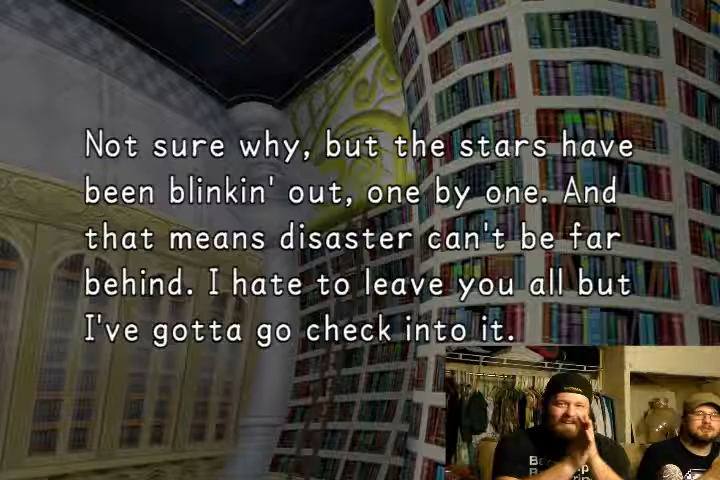 Not sure why, but the stars have
been blinkin' out, one by one. And
that means disaster can't be far
behind. I hate to leave you all but
I've gotta go check into it.